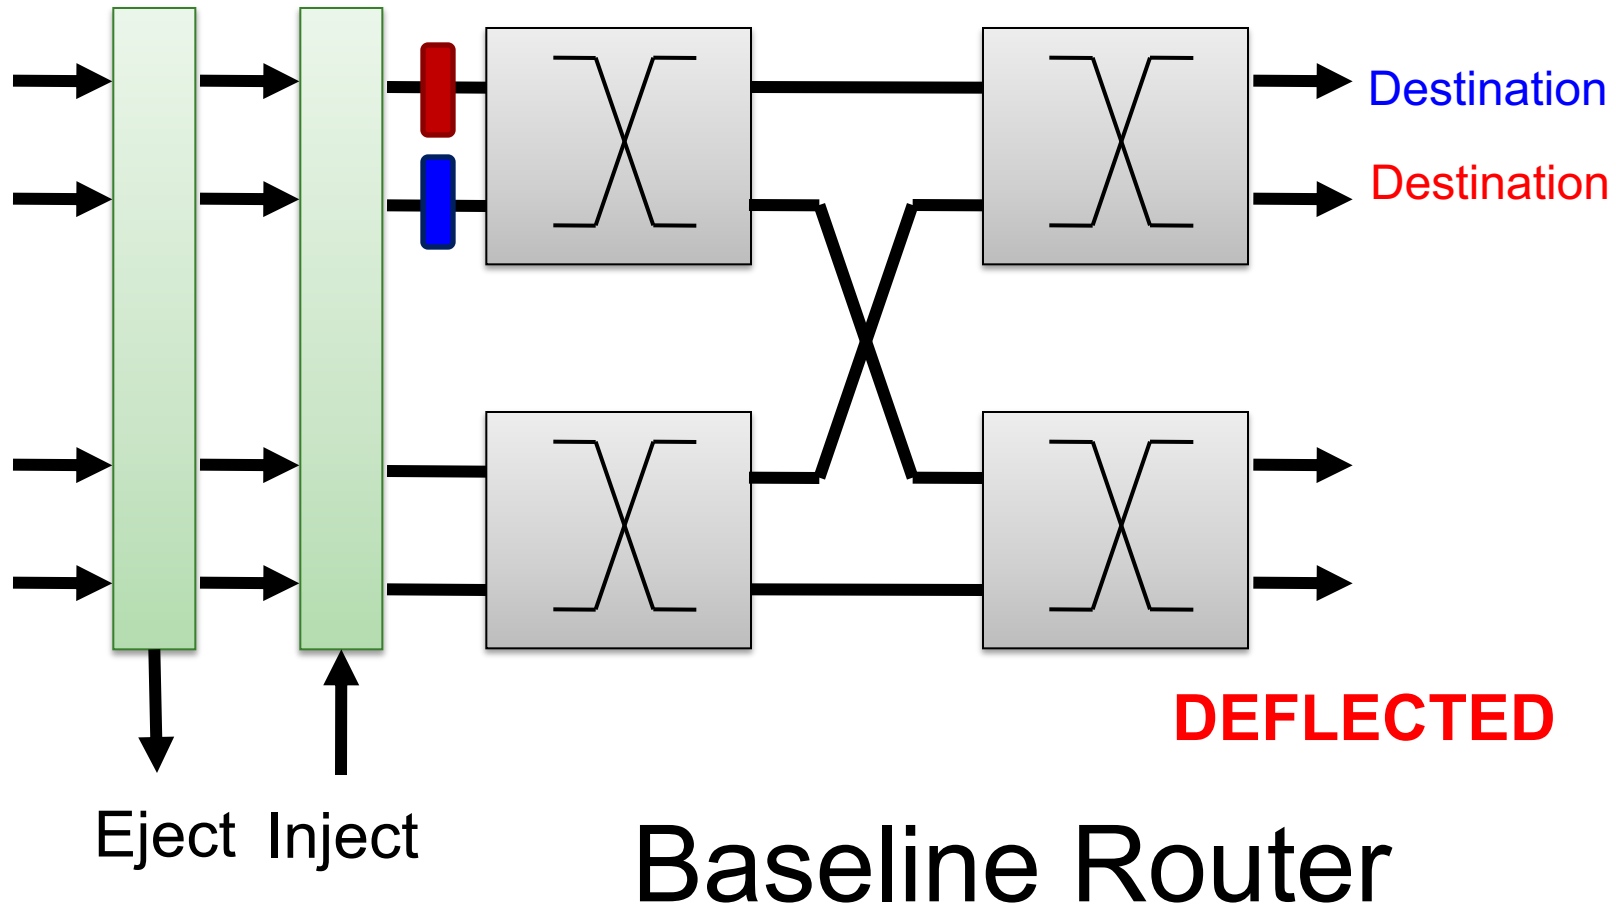 Destination
Destination
DEFLECTED
Eject Inject
Baseline Router